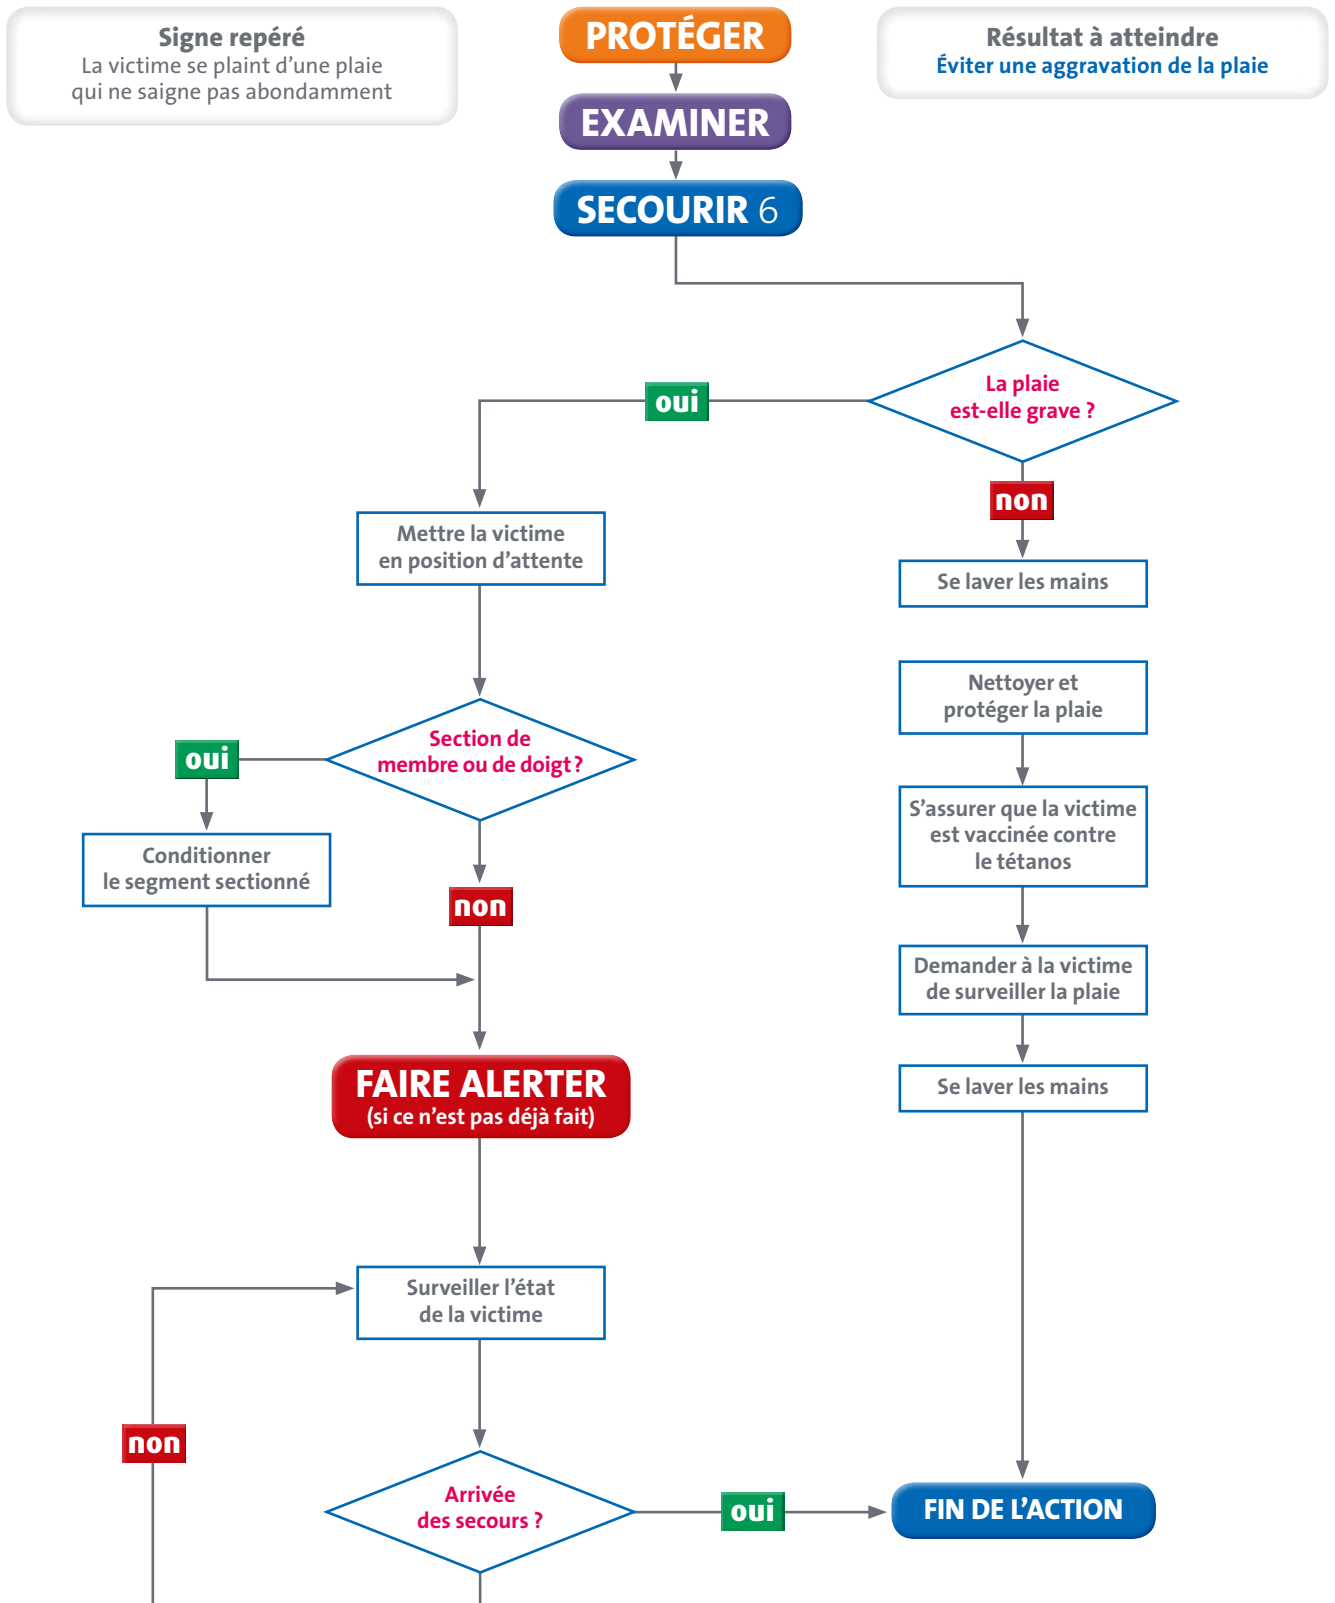 Signe repéré
La victime se plaint d’une plaie
qui ne saigne pas abondamment
PROTÉGER
Résultat à atteindre
Éviter une aggravation de la plaie
EXAMINER
SECOURIR 6
La plaie
est-elle grave ?
oui
non
Mettre la victime
en position d’attente
Se laver les mains
Nettoyer et
protéger la plaie
Section de
membre ou de doigt ?
oui
S’assurer que la victime
est vaccinée contre
le tétanos
Conditionner
le segment sectionné
non
Demander à la victime
de surveiller la plaie
FAIRE ALERTER
(si ce n’est pas déjà fait)
Se laver les mains
Surveiller l’état
de la victime
non
Arrivée
des secours ?
oui
FIN DE L’ACTION